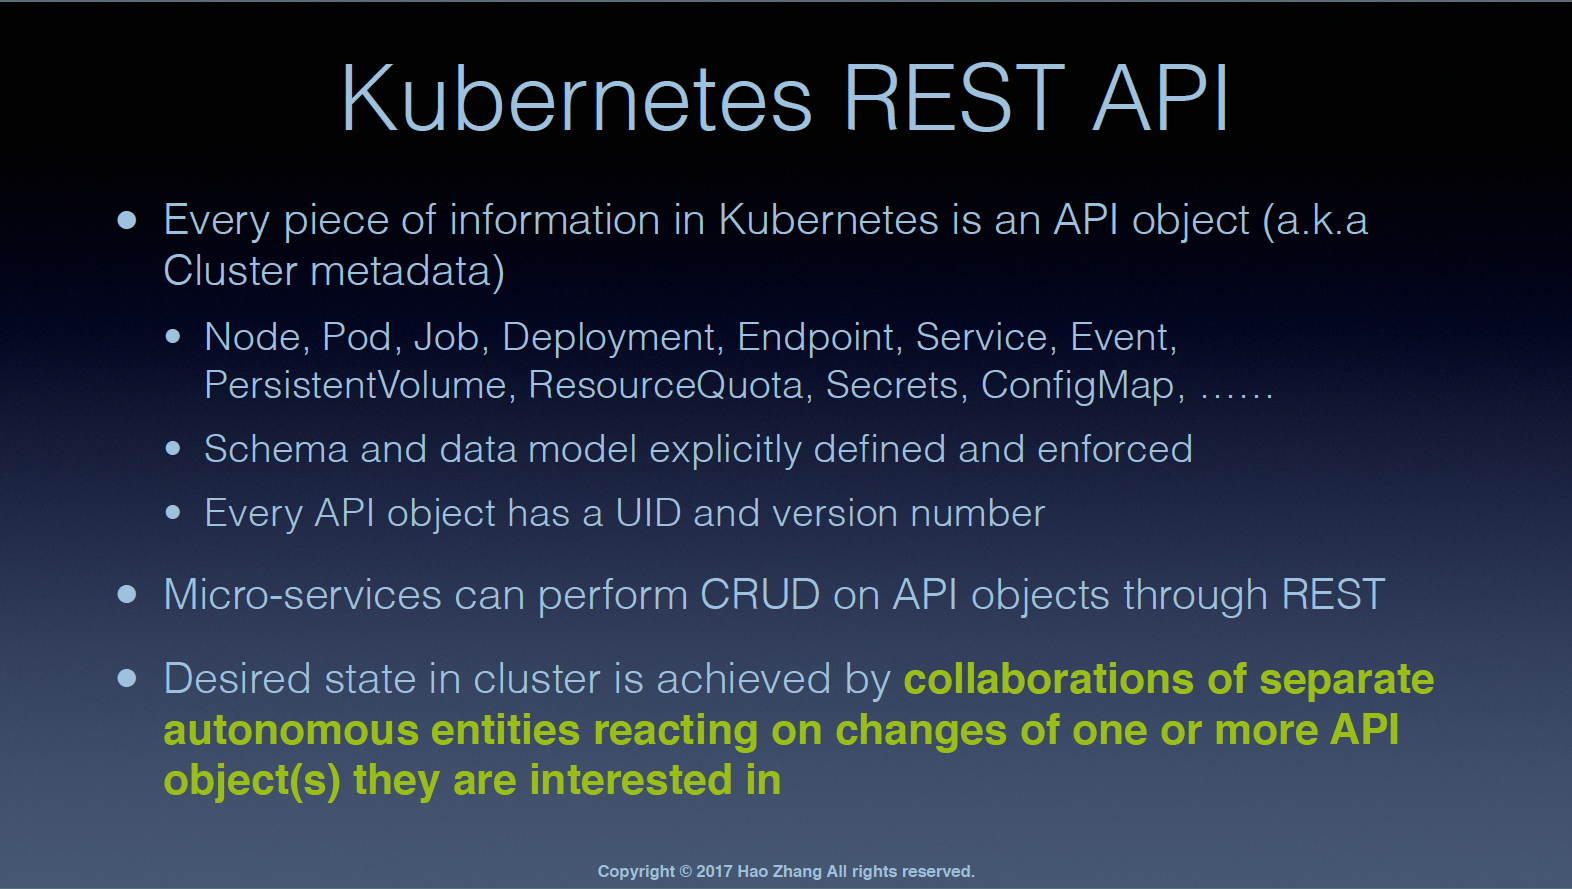 Kubernetes REST API
● Every piece of information in Kubernetes is an API object (a.k.a
Cluster metadata)
● Node, Pod, Job, Deployment, Endpoint, Service, Event,
PersistentVolume, ResourceQuota, Secrets, ConfigMap, ......
● Schema and data model explicitly defined and enforced
● Every API object has a UID and version number
● Micro-services can perform CRUD on API objects through REST
● Desired state in cluster is achieved by collaborations of separate
autonomous entities reacting on changes of one or more API
object(s) they are interested in
Copyright © 2017 Hao Zhang All rights reserved.